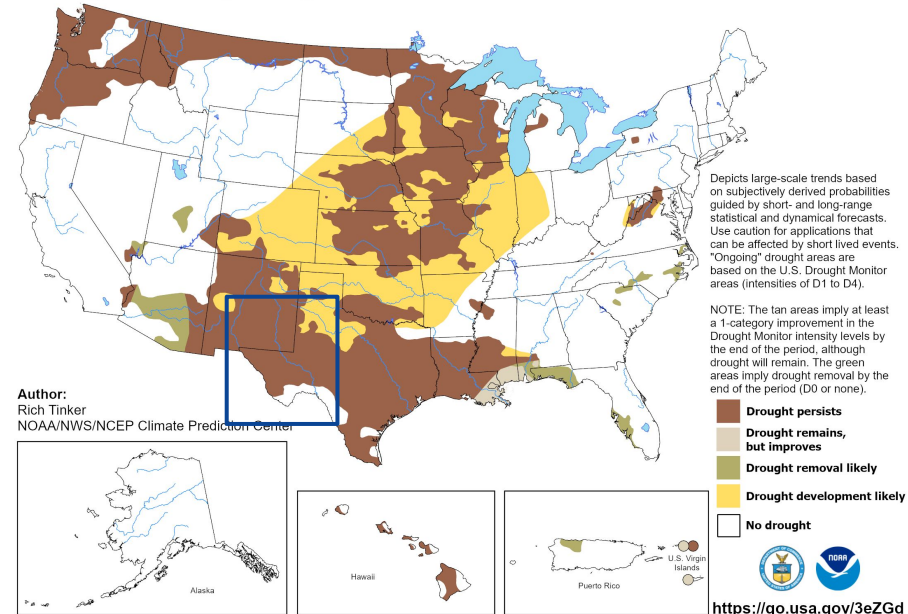 Depicts large-scale trends based
on subjectively derived probabilities
guided by short- and long-range
statistical and dynamical forecasts.
Use caution for applications that
can be affected by short lived events.
"Ongoing" drought areas are
based on the U.S. Drought Monitor
areas (intensities of D1 to D4).
NOTE: The tan areas imply at least
a 1-category improvement in the
Drought Monitor intensity levels by
the end of the period, although
drought will remain. The green
areas imply drought removal by the
end of the period (D0 or none).
Author:
Rich Tinker
NOAA/NWS/NCEP Climate Prediction Center
Drought persists
Drought remains,
but improves
Drought removal likely
Drought development likely
No drought
Alaska
Hawaii
Puerto Rico
U.S. Virgin
Islands
NOAA
https://go.usa.gov/3eZGd